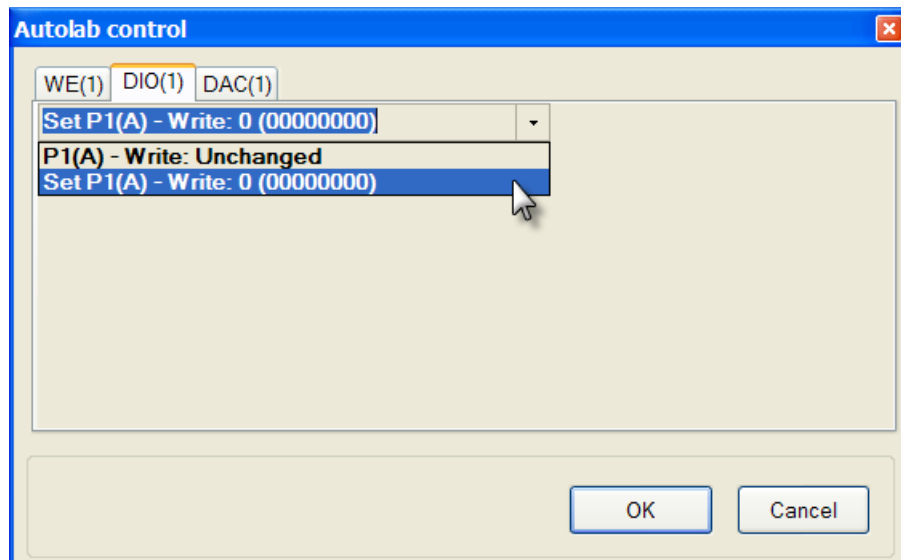 Autolab control
WE(1) DIO(1) DAC(1)
Set P1(A) - Write: 0 (00000000)
P1(A) - Write: Unchanged
Set P1(A) - Write: 0 (00000000)
OK Cancel